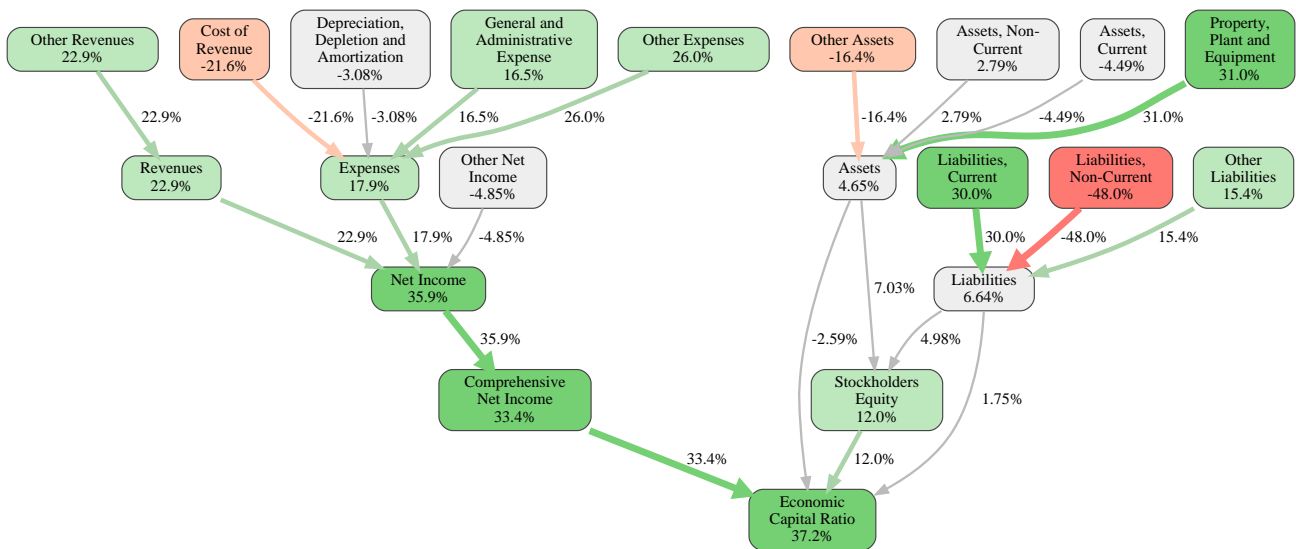 Other Revenues
22.9%
Cost of
Revenue
-21.6%
Depreciation,
Depletion and
Amortization
-3.08%
General and
Administrative
Expense
16.5%
Other Expenses
26.0%
Other Assets
-16.4%
Assets, Non-
Current
2.79%
Assets,
Current
-4.49%
Property,
Plant and
Equipment
31.0%
22.9%
-21.6%
-3.08%
16.5%
26.0%
-16.4%
2.79%
-4.49%
31.0%
Revenues
22.9%
Expenses
17.9%
Other Net
Income
-4.85%
Assets
4.65%
Liabilities,
Current
30.0%
Liabilities,
Non-Current
-48.0%
Other
Liabilities
15.4%
22.9%
17.9%
-4.85%
30.0%
-48.0%
15.4%
Net Income
35.9%
7.03%
Liabilities
6.64%
35.9%
-2.59%
4.98%
Comprehensive
Net Income
33.4%
Stockholders
Equity
12.0%
1.75%
33.4%
12.0%
Economic
Capital Ratio
37.2%